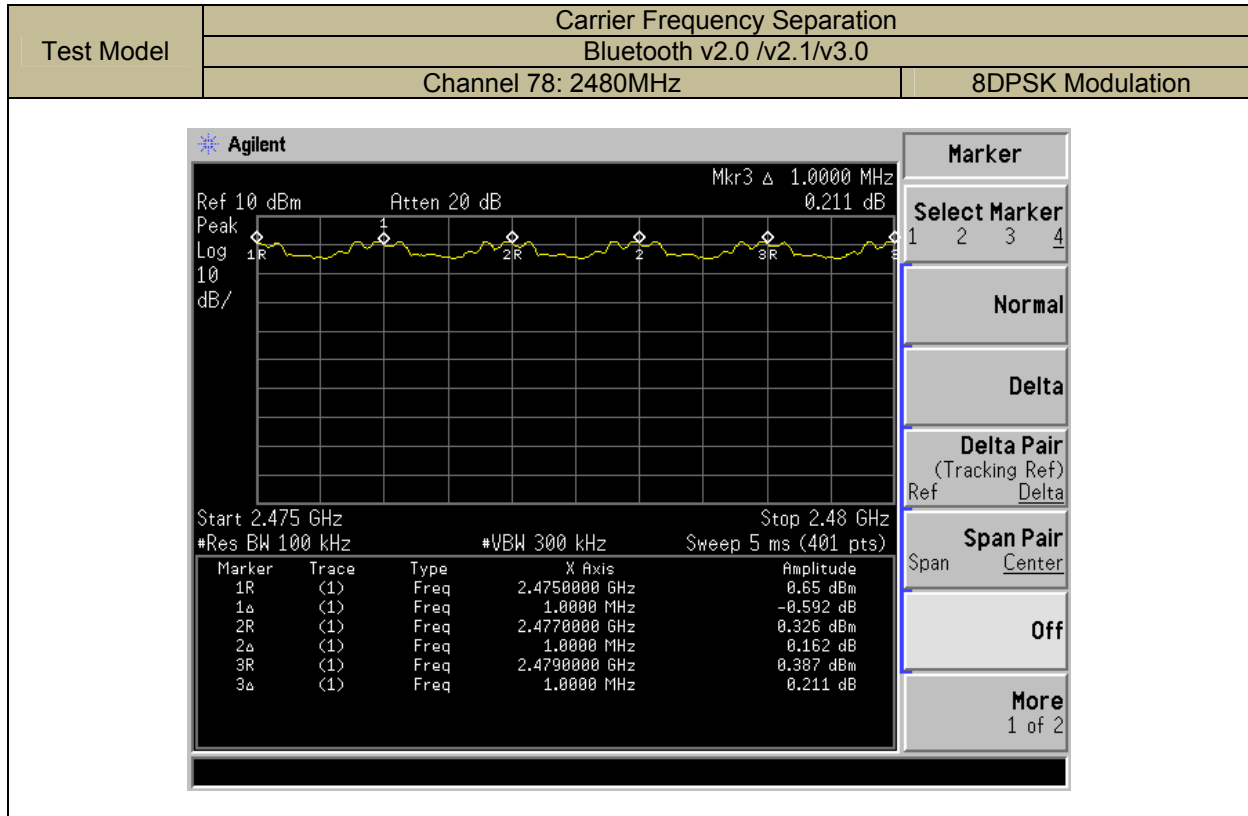 Test Model
Carrier Frequency Separation
Bluetooth v2.0 /v2.1/v3.0
Channel 78: 2480MHz 8DPSK Modulation
Agilent
Mkr3 Δ 1.0000 MHz
Ref 10 dBm Atten 20 dB 0.211 dB
Peak
Log
10
dB/
1
1R 2R 2 3R 3
Start 2.475 GHz Stop 2.48 GHz
#Res BW 100 kHz #VBW 300 kHz Sweep 5 ms (401 pts)
Marker Trace Type X Axis Amplitude
1R (1) Freq 2.4750000 GHz 0.65 dBm
1Δ (1) Freq 1.0000 MHz -0.592 dB
2R (1) Freq 2.4770000 GHz 0.326 dBm
2Δ (1) Freq 1.0000 MHz 0.162 dB
3R (1) Freq 2.4790000 GHz 0.387 dBm
3Δ (1) Freq 1.0000 MHz 0.211 dB
Marker
Select Marker
1 2 3 4
Normal
Delta
Delta Pair
(Tracking Ref)
Ref Delta
Span Pair
Span Center
Off
More
1 of 2